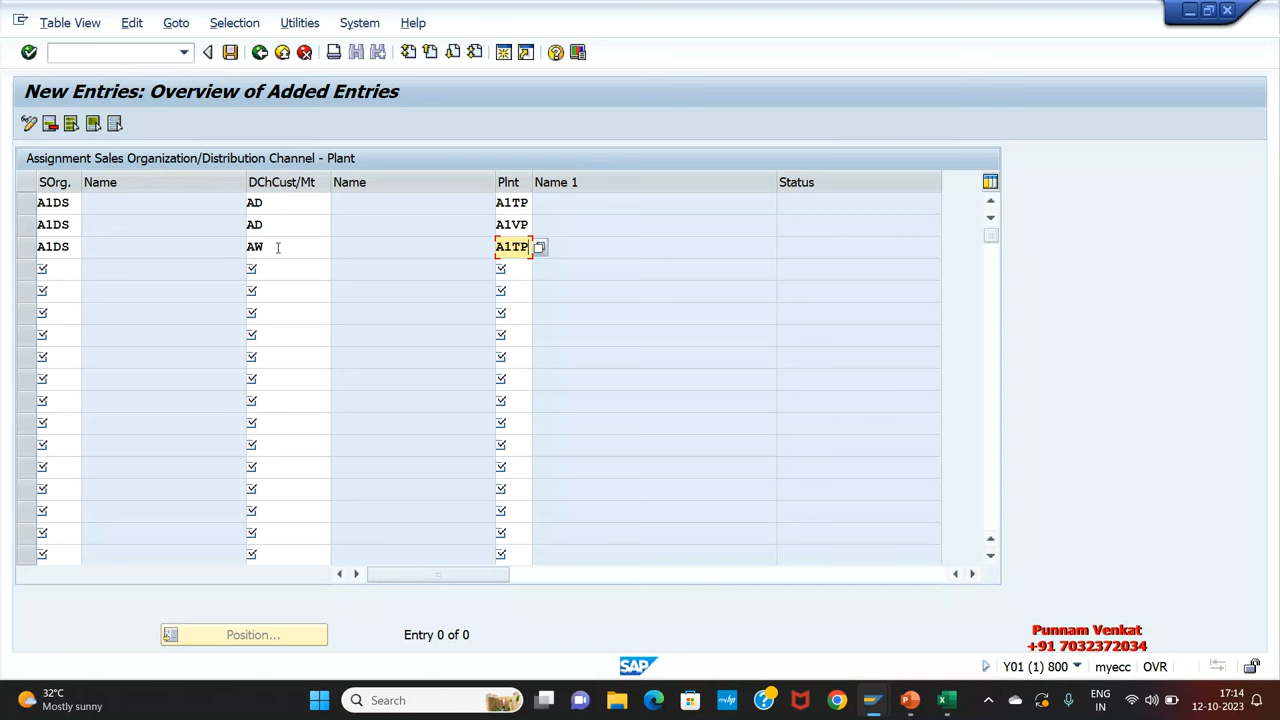 Table View Edit Goto Selection Utilities System Help
New Entries: Overview of Added Entries
Assignment Sales Organization/Distribution Channel - Plant
SOrg. Name DChCust/Mt Name Plnt Name 1 Status
A1DS AD A1TP
A1DS AD A1VP
A1DS AW A1TP
Position... Entry 0 of 0
Punnam Venkat
+91 7032372034
SAP
Y01 (1) 800 myecc OVR
32°C
Mostly sunny
Search
ENG
IN
17:14
12-10-2023